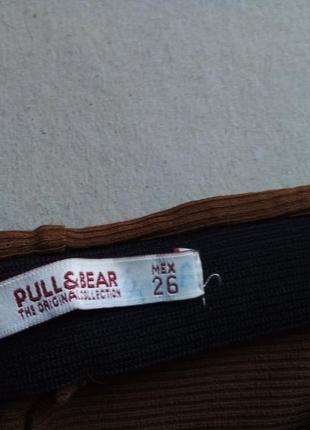 PULL&BEAR
THE ORIGINAL COLLECTION
MEX
26